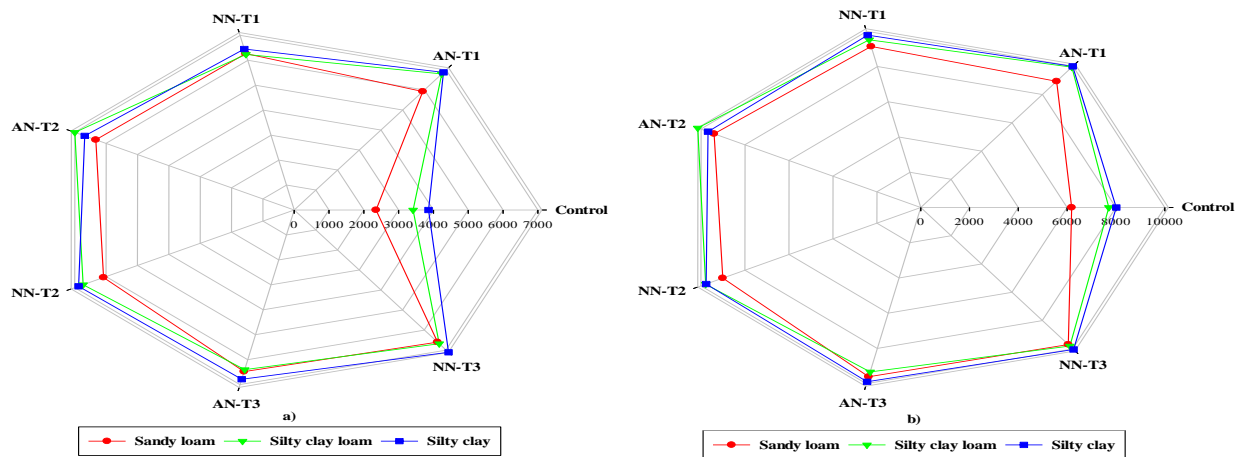 NN-T1
AN-T1
AN-T2
Control
0 1000 2000 3000 4000 5000 6000 7000
NN-T2
NN-T3
AN-T3
a)
Sandy loam Silty clay loam Silty clay
NN-T1
AN-T1
AN-T2
Control
0 2000 4000 6000 8000 10000
NN-T2
NN-T3
AN-T3
b)
Sandy loam Silty clay loam Silty clay